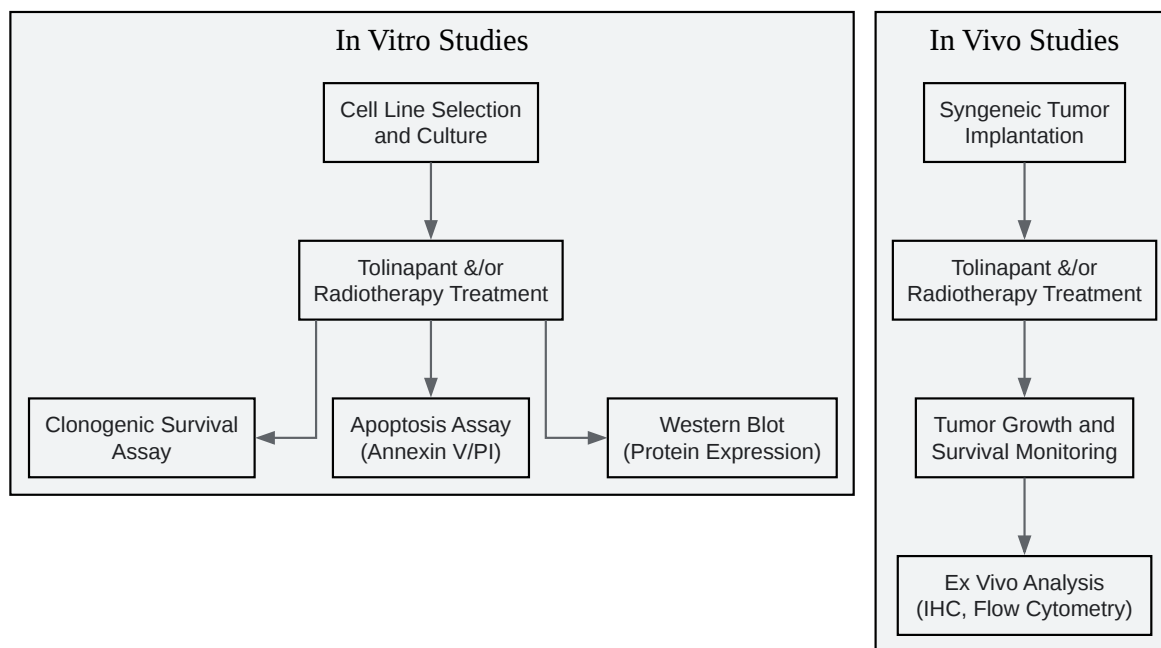 In Vitro Studies
Cell Line Selection
and Culture
Tolinapant &/or
Radiotherapy Treatment
Clonogenic Survival
Assay
Apoptosis Assay
(Annexin V/PI)
Western Blot
(Protein Expression)
In Vivo Studies
Syngeneic Tumor
Implantation
Tolinapant &/or
Radiotherapy Treatment
Tumor Growth and
Survival Monitoring
Ex Vivo Analysis
(IHC, Flow Cytometry)